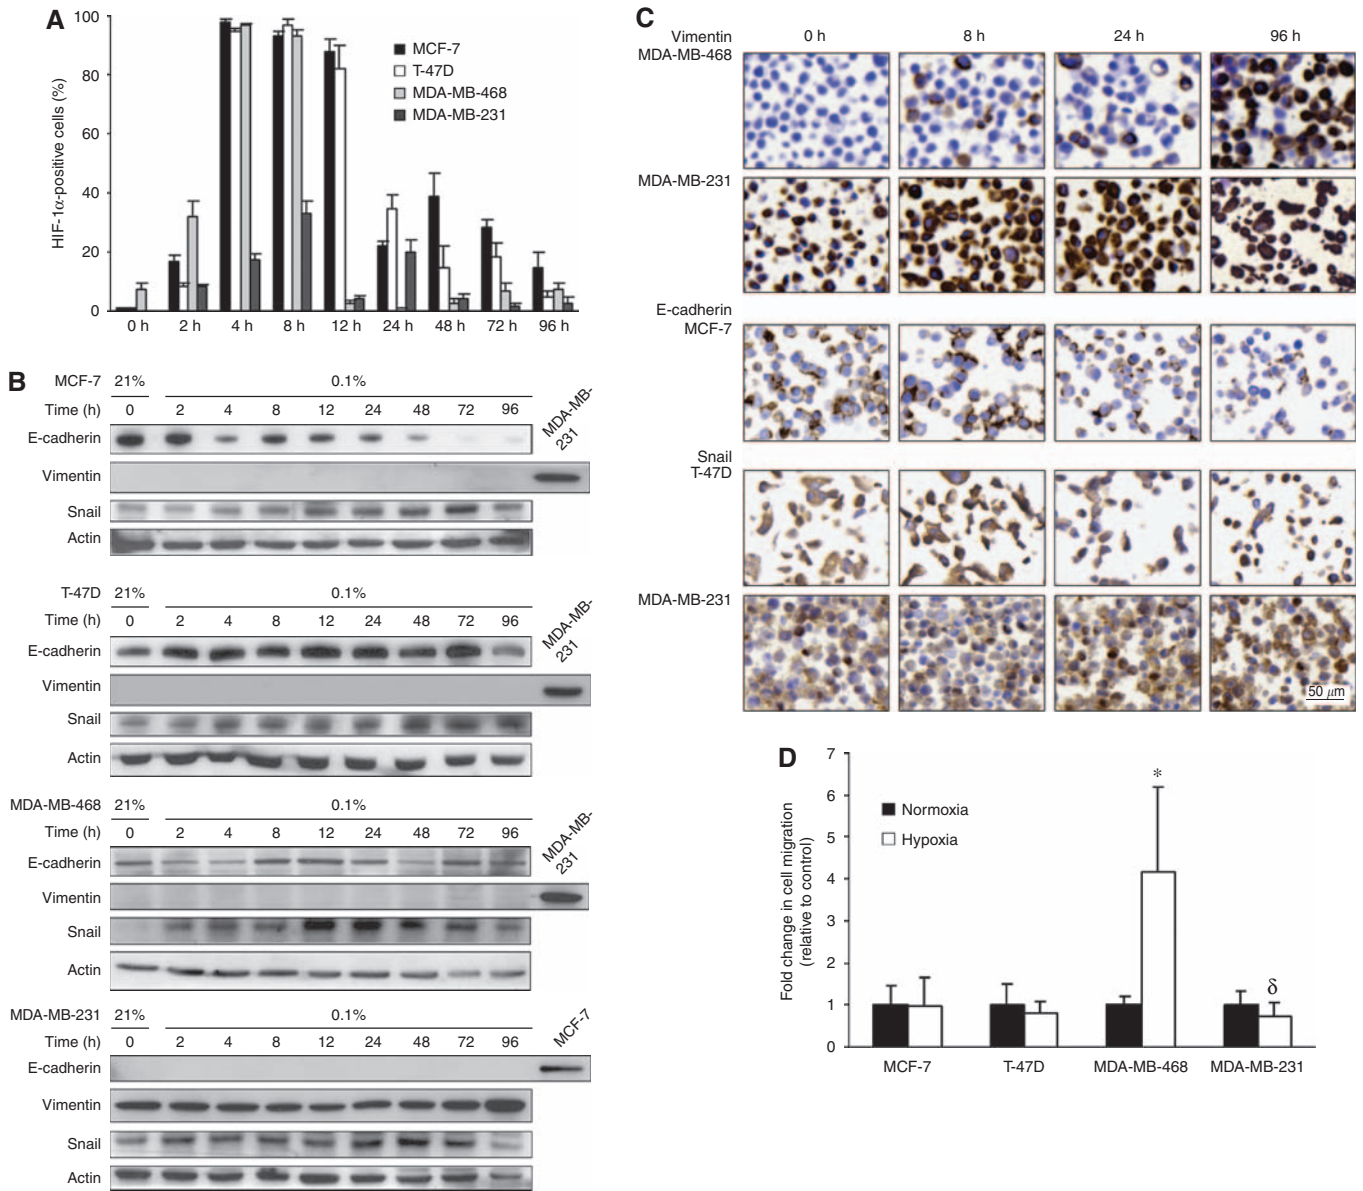 A
100
80
60
40
20
0
HIF-1α-positive cells (%)
MCF-7
T-47D
MDA-MB-468
MDA-MB-231
0 h 2 h 4 h 8 h 12 h 24 h 48 h 72 h 96 h
B
MCF-7 21% 0.1%
Time (h) 0 2 4 8 12 24 48 72 96
MDA-MB-
231
E-cadherin
Vimentin
Snail
Actin
T-47D 21% 0.1%
Time (h) 0 2 4 8 12 24 48 72 96
MDA-MB-
231
E-cadherin
Vimentin
Snail
Actin
MDA-MB-468 21% 0.1%
Time (h) 0 2 4 8 12 24 48 72 96
MDA-MB-
231
E-cadherin
Vimentin
Snail
Actin
MDA-MB-231 21% 0.1%
Time (h) 0 2 4 8 12 24 48 72 96
MCF-7
E-cadherin
Vimentin
Snail
Actin
C
Vimentin 0 h 8 h 24 h 96 h
MDA-MB-468
MDA-MB-231
E-cadherin
MCF-7
Snail
T-47D
MDA-MB-231
50 μm
D
7
6
5
4
3
2
1
0
Fold change in cell migration
(relative to control)
Normoxia
Hypoxia
*
δ
MCF-7 T-47D MDA-MB-468 MDA-MB-231